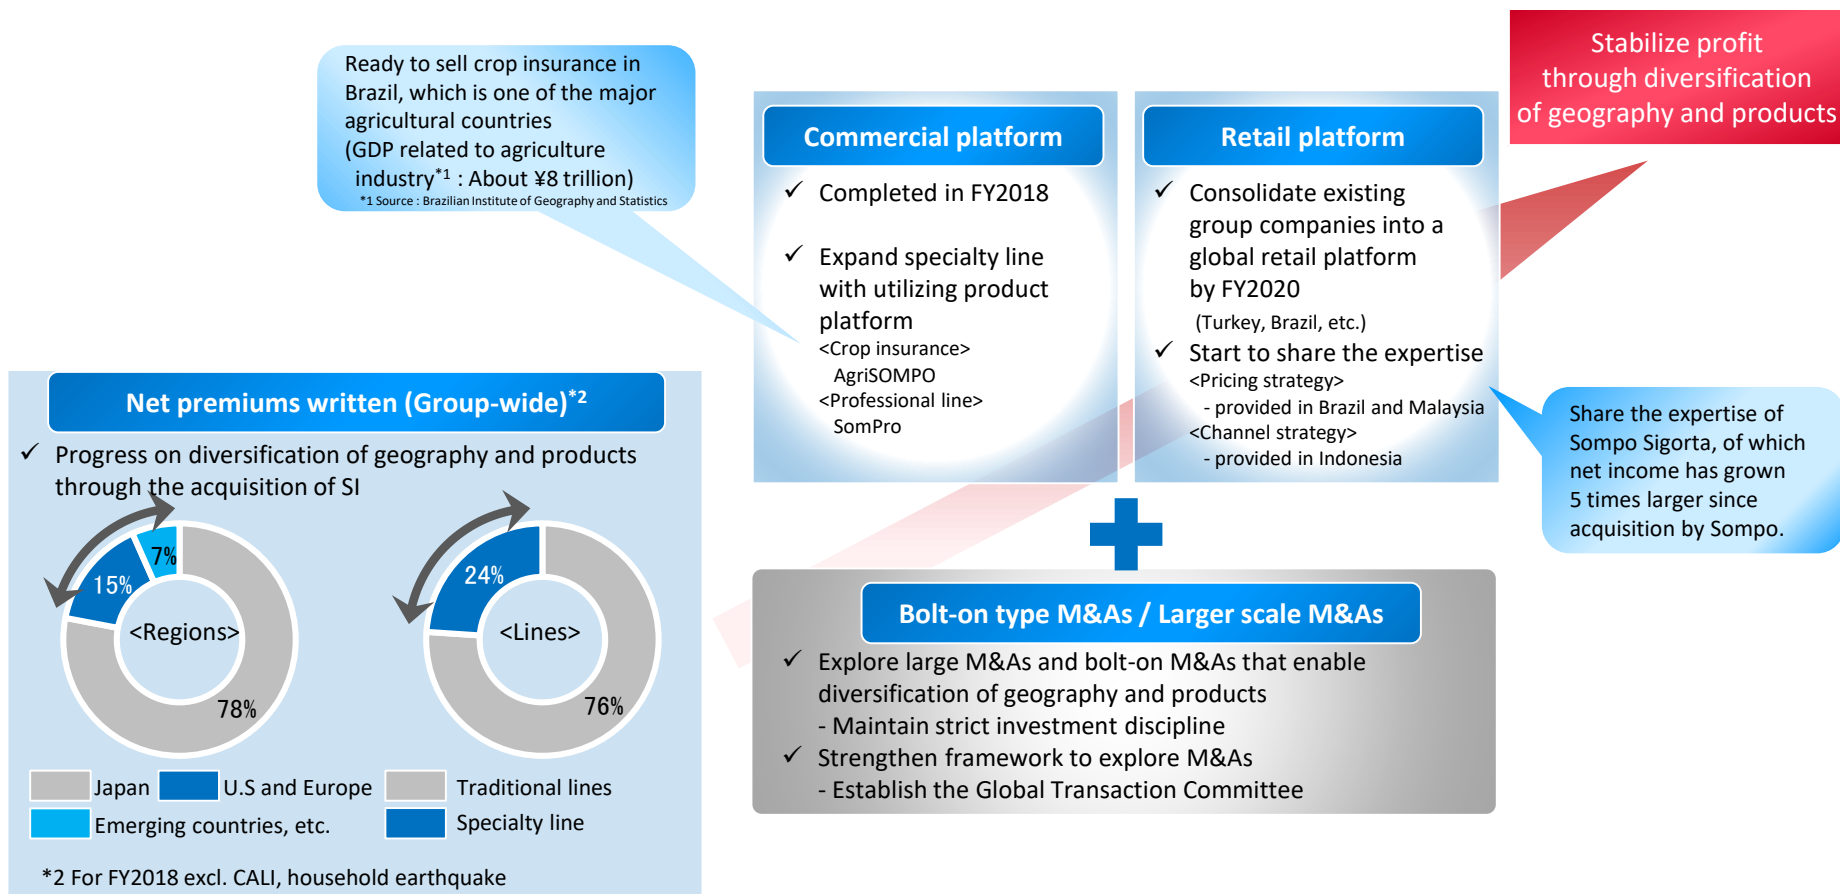 Stabilize profit
through diversification
of geography and products
Ready to sell crop insurance in
Brazil, which is one of the major
agricultural countries
(GDP related to agriculture
industry*1 : About ¥8 trillion)
*1 Source : Brazilian Institute of Geography and Statistics
Commercial platform
✓ Completed in FY2018
✓ Expand specialty line
with utilizing product
platform
<Crop insurance>
AgriSOMPO
<Professional line>
SomPro
Retail platform
✓ Consolidate existing
group companies into a
global retail platform
by FY2020
(Turkey, Brazil, etc.)
✓ Start to share the expertise
<Pricing strategy>
- provided in Brazil and Malaysia
<Channel strategy>
- provided in Indonesia
Share the expertise of
Sompo Sigorta, of which
net income has grown
5 times larger since
acquisition by Sompo.
Net premiums written (Group-wide)*2
✓ Progress on diversification of geography and products
through the acquisition of SI
7%
15%
<Regions>
78%
24%
<Lines>
76%
Japan
U.S and Europe
Emerging countries, etc.
Traditional lines
Specialty line
*2 For FY2018 excl. CALI, household earthquake
Bolt-on type M&As / Larger scale M&As
✓ Explore large M&As and bolt-on M&As that enable
diversification of geography and products
- Maintain strict investment discipline
✓ Strengthen framework to explore M&As
- Establish the Global Transaction Committee